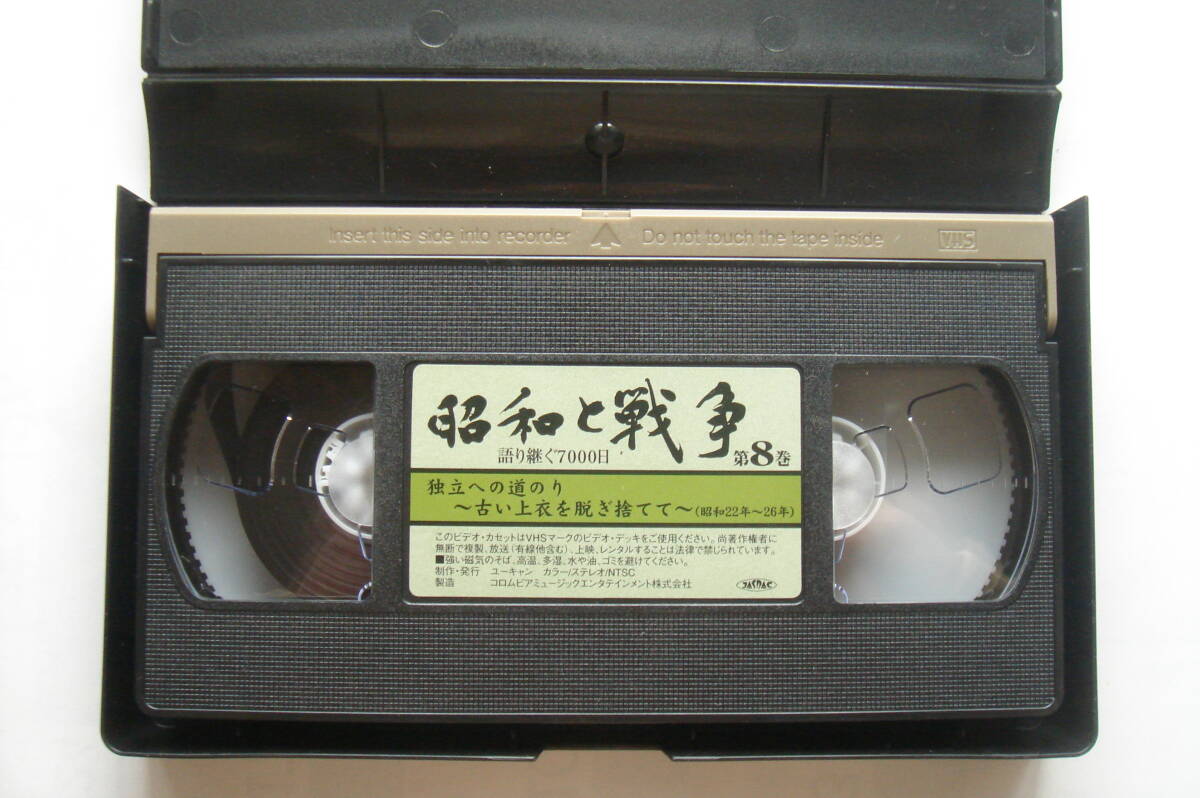 Insert this side into recorder Do not touch the tape inside VHS
昭和と戦争
語り継ぐ7000日 第8巻
独立への道のり
〜古い上衣を脱ぎ捨てて〜(昭和22年〜26年)
このビデオ・カセットはVHSマークのビデオ・デッキをご使用ください。尚著作権者に
無断で複製、放送(有線他含む)、上映、レンタルすることは法律で禁じられています。
■強い磁気のそば、高温、多湿、水や油、ゴミを避けてください。
制作・発行 ユーキャン カラー/ステレオ/NTSC
製造 コロムビアミュージックエンタテインメント株式会社
JASRAC